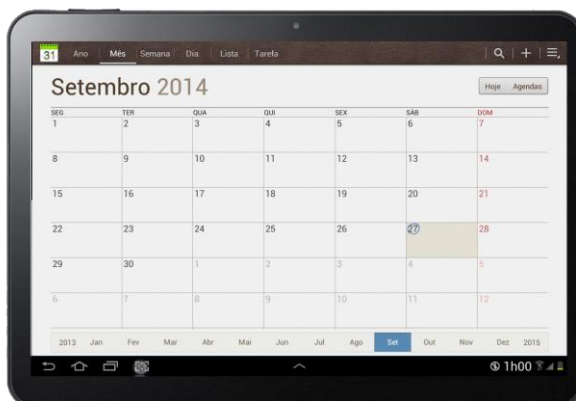 31 Ano Mês Semana Dia Lista Tarefa
Setembro 2014 Hoje Agendas
SEG TER QUA QUI SEX SÁB DOM
1 2 3 4 5 6 7
8 9 10 11 12 13 14
15 16 17 18 19 20 21
22 23 24 25 26 27 28
29 30 1 2 3 4 5
6 7 8 9 10 11 12
2013 Jan Fev Mar Abr Mai Jun Jul Ago Set Out Nov Dez 2015
1h00